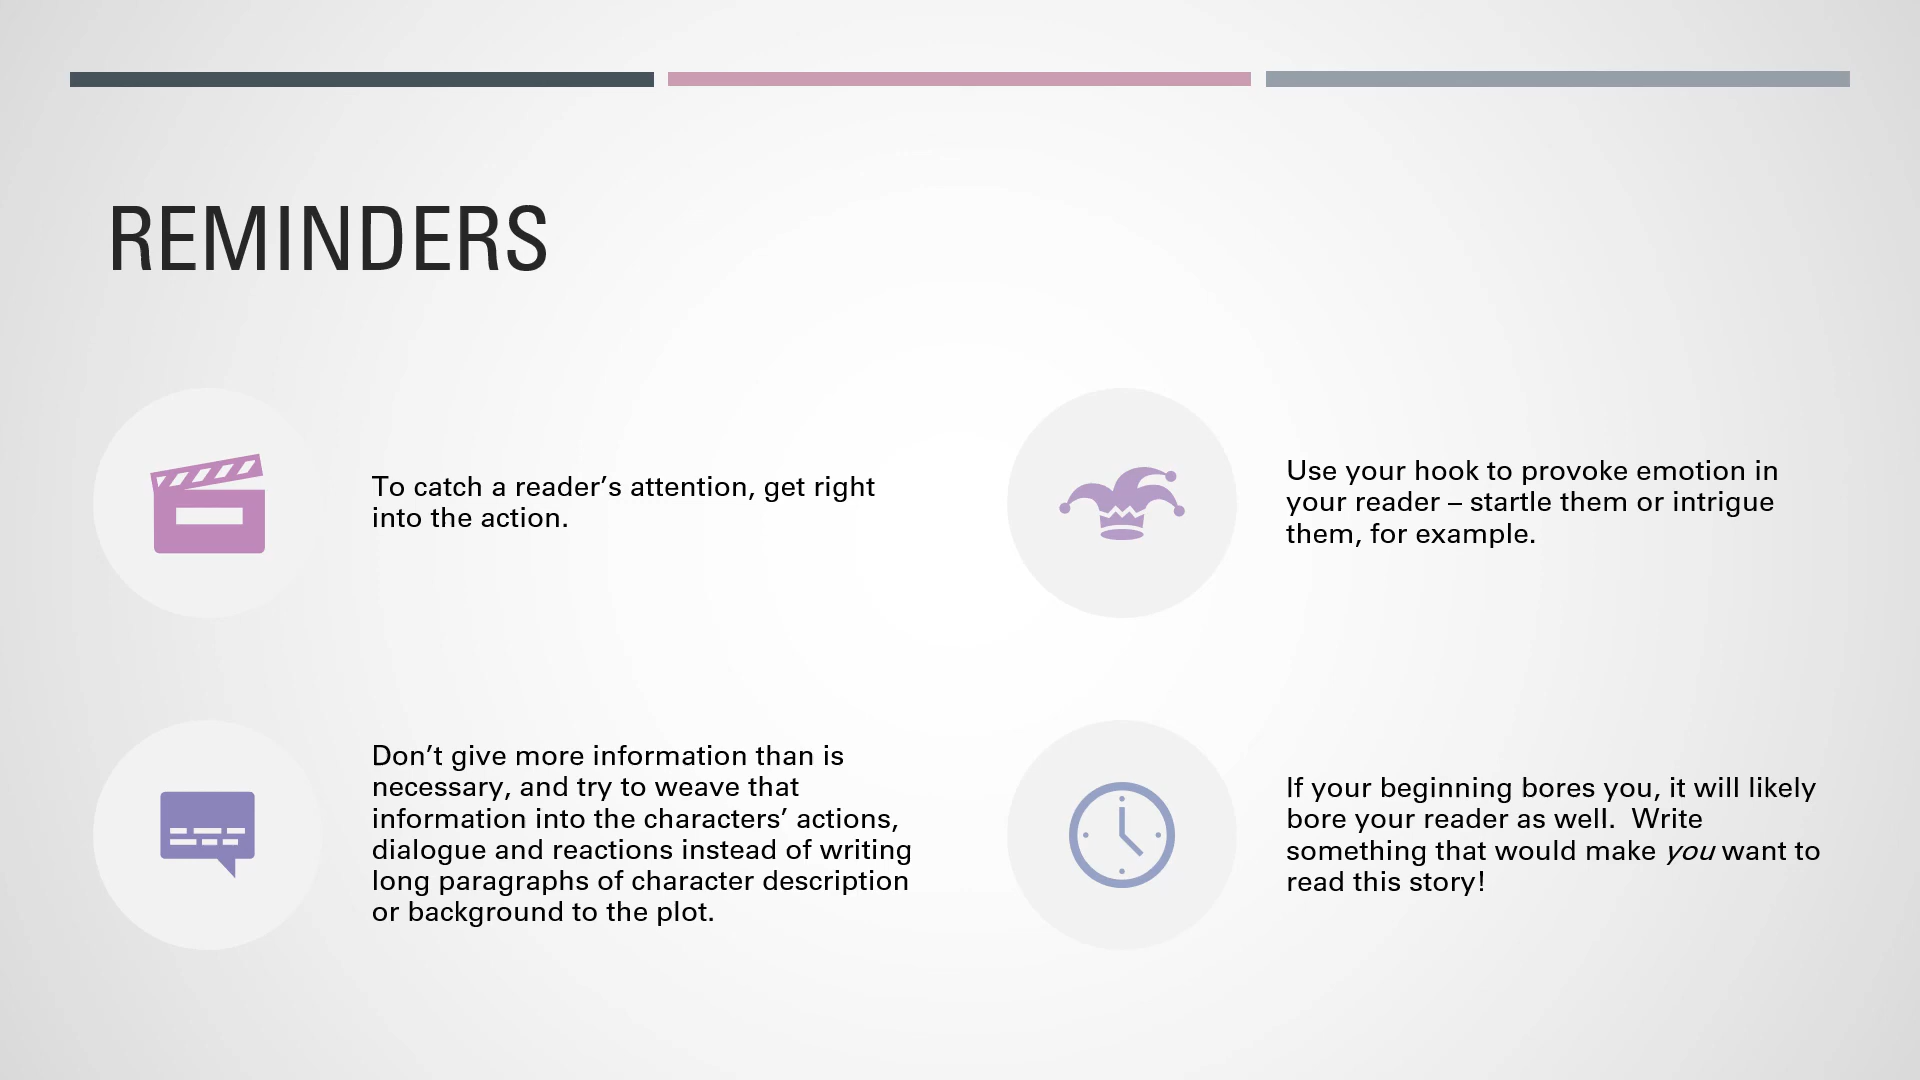 REMINDERS
To catch a reader’s attention, get right
into the action.
Use your hook to provoke emotion in
your reader – startle them or intrigue
them, for example.
Don’t give more information than is
necessary, and try to weave that
information into the characters’ actions,
dialogue and reactions instead of writing
long paragraphs of character description
or background to the plot.
If your beginning bores you, it will likely
bore your reader as well.  Write
something that would make you want to
read this story!